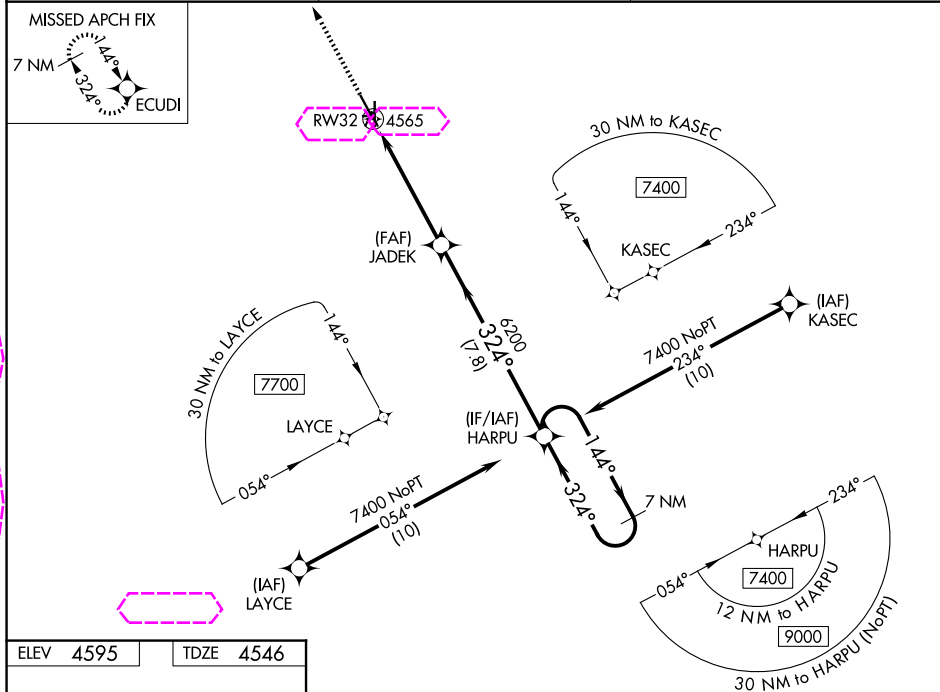 MISSED APCH FIX
7 NM
144°
324°
ECUDI
RW32
4565
30 NM to KASEC
7400
144°
234°
KASEC
(FAF)
JADEK
(IAF)
KASEC
6200
324°
(7.8)
7400 NoPT
234°
(10)
30 NM to LAYCE
144°
7700
LAYCE
054°
(IF/IAF)
HARPU
144°
324°
7 NM
7400 NoPT
054°
(10)
(IAF)
LAYCE
234°
HARPU
054°
7400
12 NM to HARPU
9000
30 NM to HARPU (NoPT)
ELEV 4595
TDZE 4546